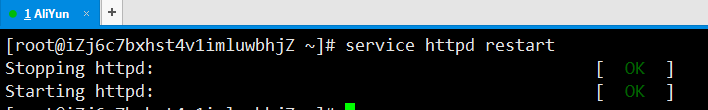 1 AliYun × +
[root@iZj6c7bxhst4v1imluwbhjZ ~]# service httpd restart
Stopping httpd: [ OK ]
Starting httpd: [ OK ]